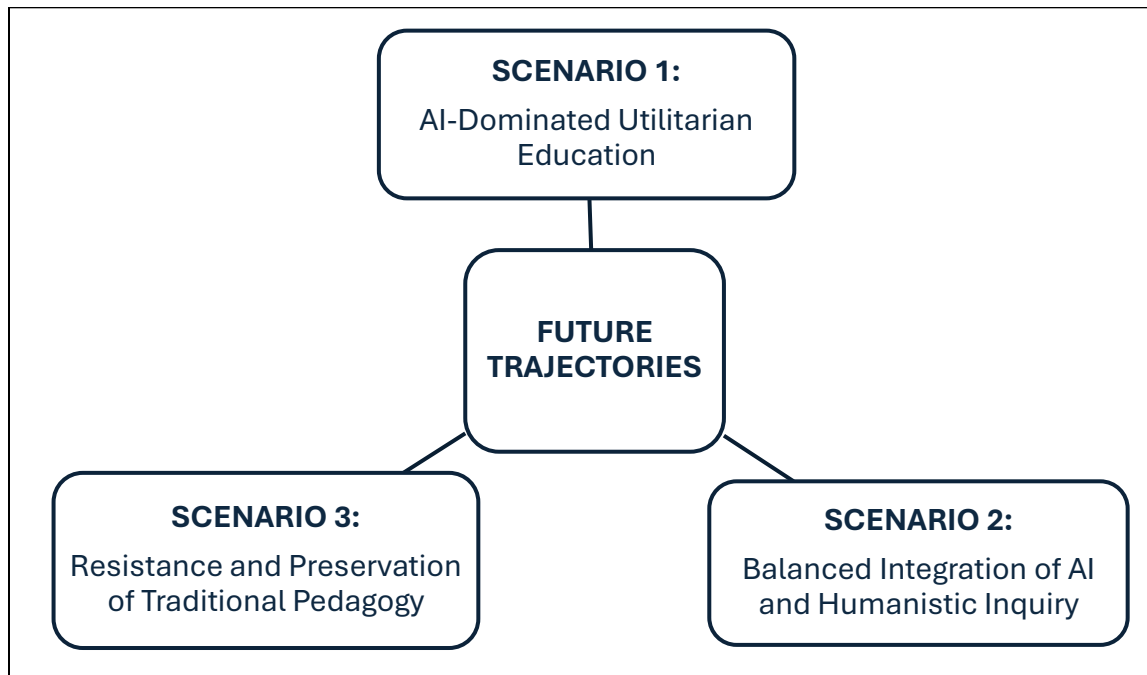 SCENARIO 1:
AI-Dominated Utilitarian
Education
FUTURE
TRAJECTORIES
SCENARIO 3:
Resistance and Preservation
of Traditional Pedagogy
SCENARIO 2:
Balanced Integration of AI
and Humanistic Inquiry